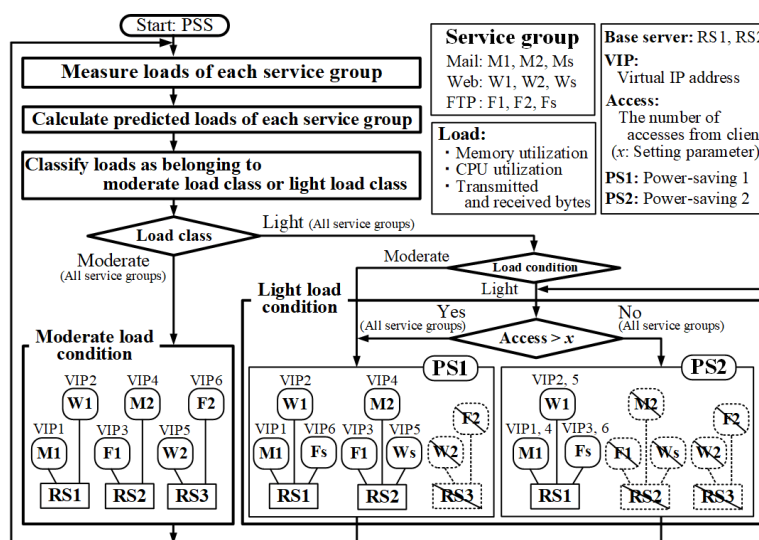 Start: PSS
Measure loads of each service group
Calculate predicted loads of each service group
Classify loads as belonging to
moderate load class or light load class
Service group
Mail: M1, M2, Ms
Web: W1, W2, Ws
FTP : F1, F2, Fs
Load:
・ Memory utilization
・ CPU utilization
・ Transmitted
and received bytes
Base server: RS1, RS2
VIP:
Virtual IP address
Access:
The number of
accesses from client
(x: Setting parameter)
PS1: Power-saving 1
PS2: Power-saving 2
Load class
Light (All service groups)
Moderate
(All service groups)
Load condition
Moderate
Light
Light load
condition
Yes
(All service groups)
No
(All service groups)
Access > x
Moderate load
condition
VIP2
VIP4
VIP6
W1
M2
F2
VIP1
VIP3
VIP5
M1
F1
W2
RS1
RS2
RS3
PS1
VIP2
VIP4
W1
M2
F2
VIP1
VIP6
VIP3
VIP5
M1
Fs
F1
Ws
W2
RS1
RS2
RS3
PS2
VIP2, 5
W1
M2
F2
VIP1, 4
VIP3, 6
M1
Fs
F1
Ws
W2
RS1
RS2
RS3